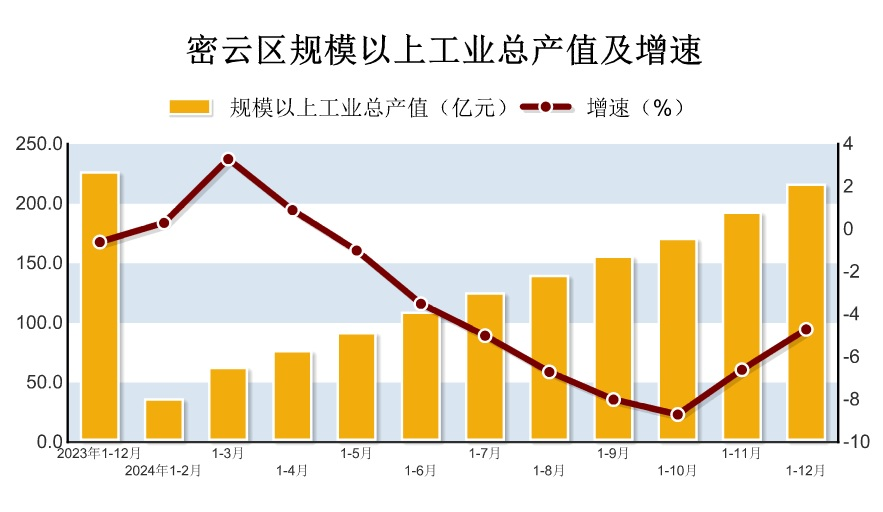 密云区规模以上工业总产值及增速
规模以上工业总产值（亿元） 增速（%）
250.0 4
200.0 2
150.0 0
100.0 -2
50.0 -4
0.0 -6
-8
-10
2023年1-12月 1-3月 1-5月 1-7月 1-9月 1-11月
2024年1-2月 1-4月 1-6月 1-8月 1-10月 1-12月